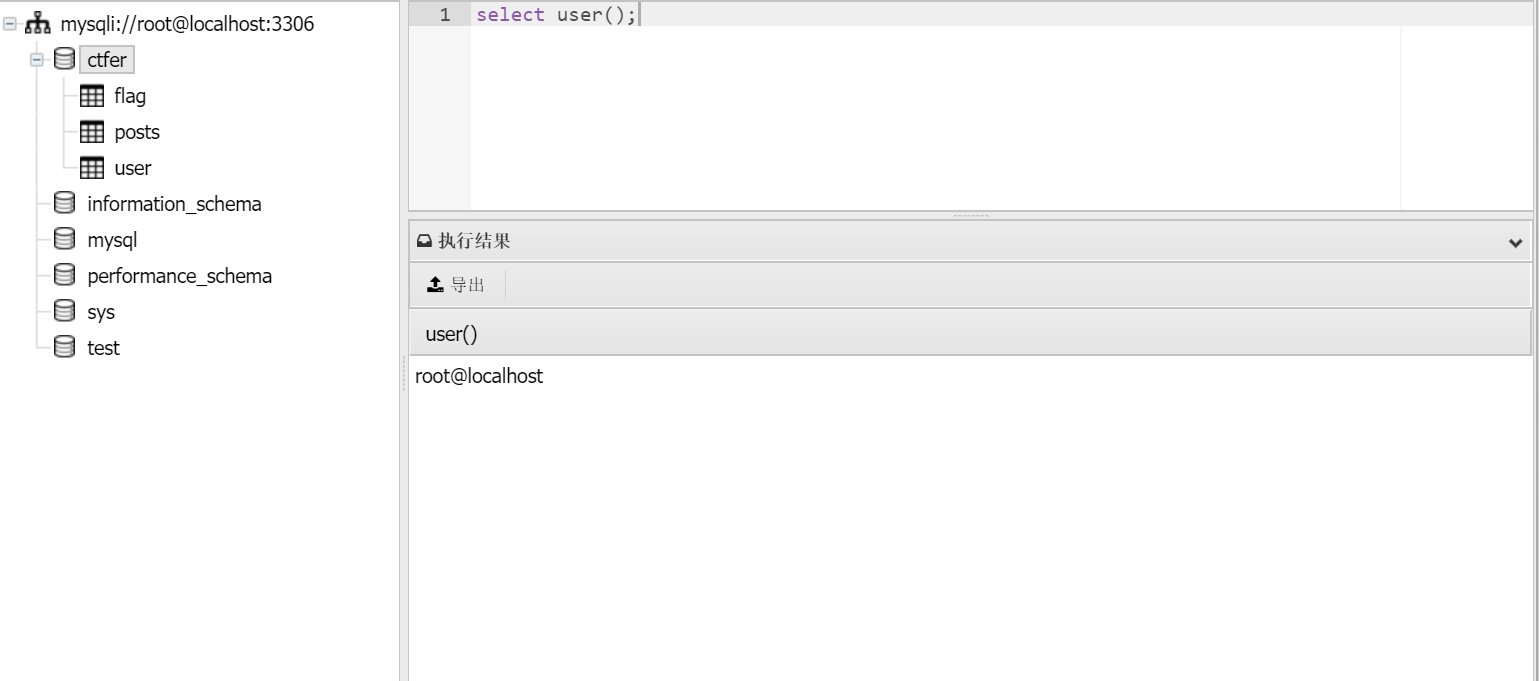 mysqli://root@localhost:3306
ctfer
flag
posts
user
information_schema
mysql
performance_schema
sys
test
1 select user();
执行结果
导出
user()
root@localhost